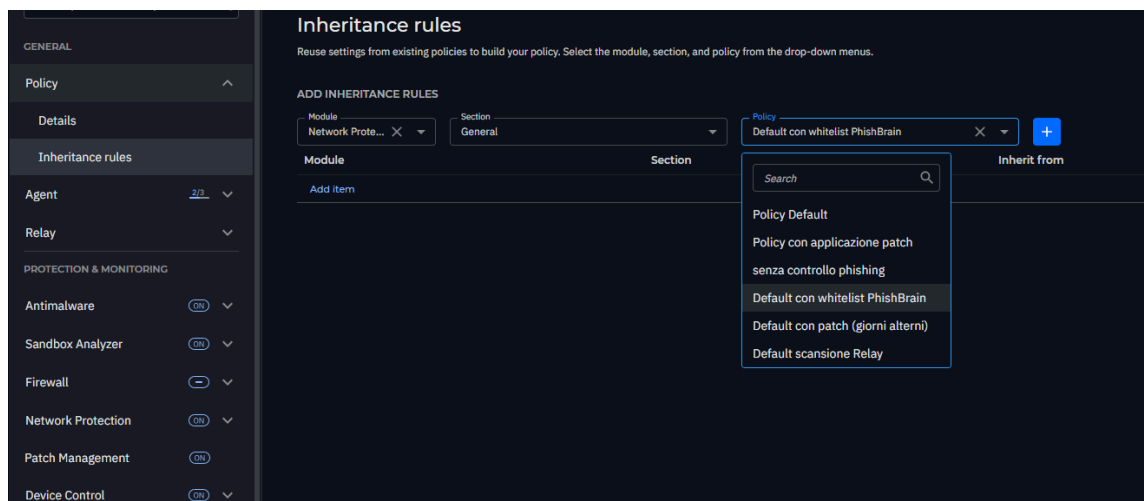 Inheritance rules
Reuse settings from existing policies to build your policy. Select the module, section, and policy from the drop-down menus.
GENERAL
Policy
Details
Inheritance rules
Agent 2/3
Relay
PROTECTION & MONITORING
Antimalware ON
Sandbox Analyzer ON
Firewall
Network Protection ON
Patch Management ON
Device Control ON
ADD INHERITANCE RULES
Module Section Policy
Network Prote... General Default con whitelist PhishBrain
Module Section Inherit from
Add item
Search
Policy Default
Policy con applicazione patch
senza controllo phishing
Default con whitelist PhishBrain
Default con patch (giorni alterni)
Default scansione Relay